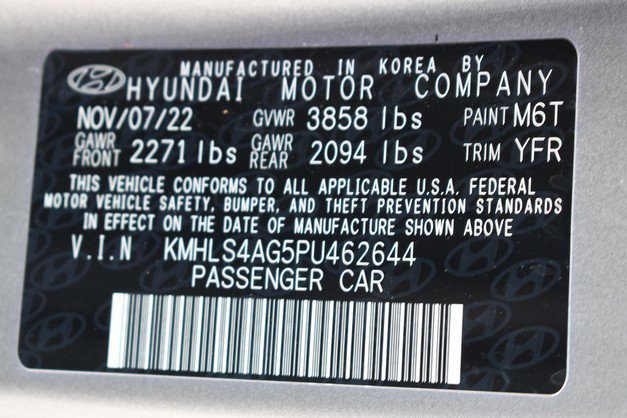 MANUFACTURED IN KOREA BY
HYUNDAI MOTOR COMPANY
NOV/07/22 GVWR 3858 lbs PAINT M6T
GAWR FRONT 2271 lbs GAWR REAR 2094 lbs TRIM YFR
THIS VEHICLE CONFORMS TO ALL APPLICABLE U.S.A. FEDERAL
MOTOR VEHICLE SAFETY, BUMPER, AND THEFT PREVENTION STANDARDS
IN EFFECT ON THE DATE OF MANUFACTURE SHOWN ABOVE
V.I.N KMHLS4AG5PU462644
PASSENGER CAR